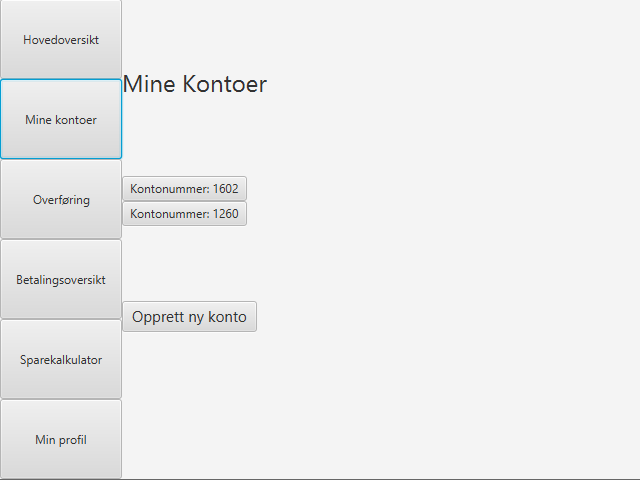 Hovedoversikt
Mine kontoer
Overføring
Betalingsoversikt
Sparekalkulator
Min profil
Mine Kontoer
Kontonummer: 1602
Kontonummer: 1260
Opprett ny konto